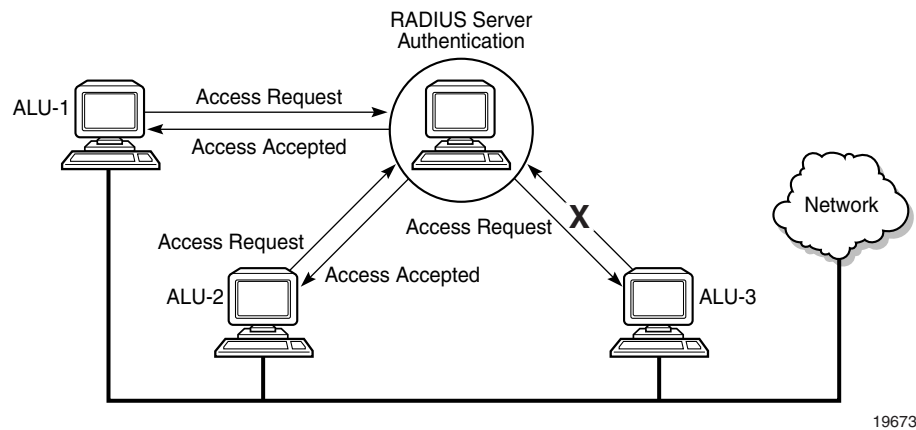 RADIUS Server
Authentication
ALU-1
Access Request
Access Accepted
Access Request
X
Network
Access Request
Access Accepted
ALU-2
ALU-3
19673